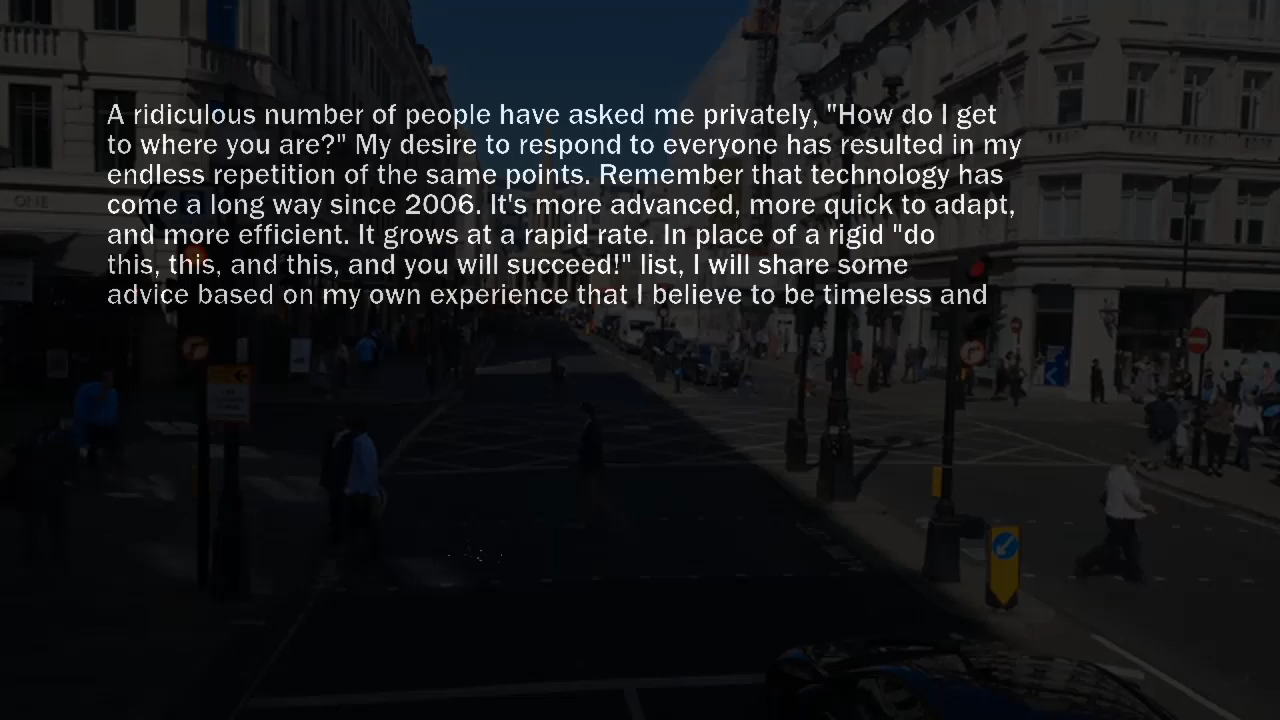 A ridiculous number of people have asked me privately, "How do I get
to where you are?" My desire to respond to everyone has resulted in my
endless repetition of the same points. Remember that technology has
come a long way since 2006. It's more advanced, more quick to adapt,
and more efficient. It grows at a rapid rate. In place of a rigid "do
this, this, and this, and you will succeed!" list, I will share some
advice based on my own experience that I believe to be timeless and
ONE